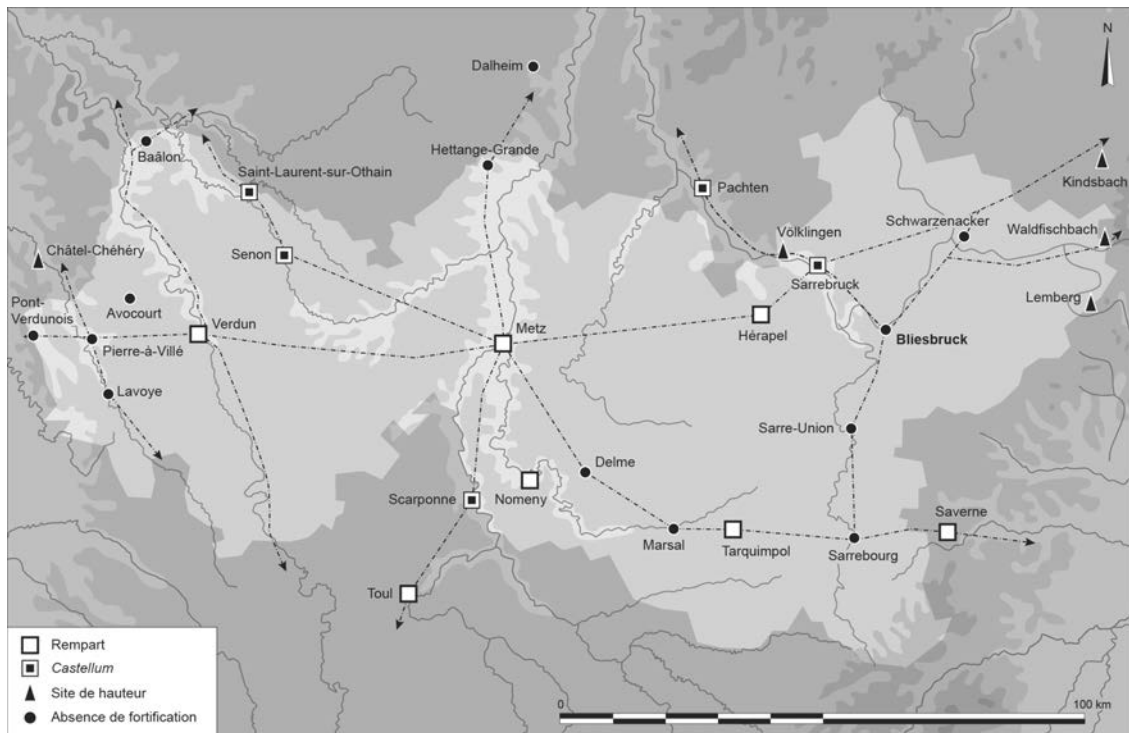 N
Dalheim
Baâlon
Hettange-Grande
Saint-Laurent-sur-Othain
Kindsbach
Pachten
Schwarzenacker
Völklingen
Waldfischbach
Châtel-Chéhéry
Senon
Sarrebruck
Lemberg
Pont-
Verdunois
Avocourt
Verdun
Metz
Hérapel
Bliesbruck
Pierre-à-Villé
Lavoye
Sarre-Union
Delme
Scarponne
Nomeny
Saverne
Marsal
Tarquimpol
Sarrebourg
Toul
Rempart
Castellum
Site de hauteur
Absence de fortification
0
100 km